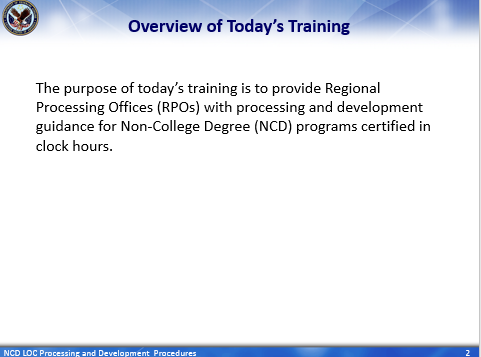 Overview of Today's Training
The purpose of today's training is to provide Regional
Processing Offices (RPOs) with processing and development
guidance for Non-College Degree (NCD) programs certified in
clock hours.
NCD LOC Processing and Development Procedures
2